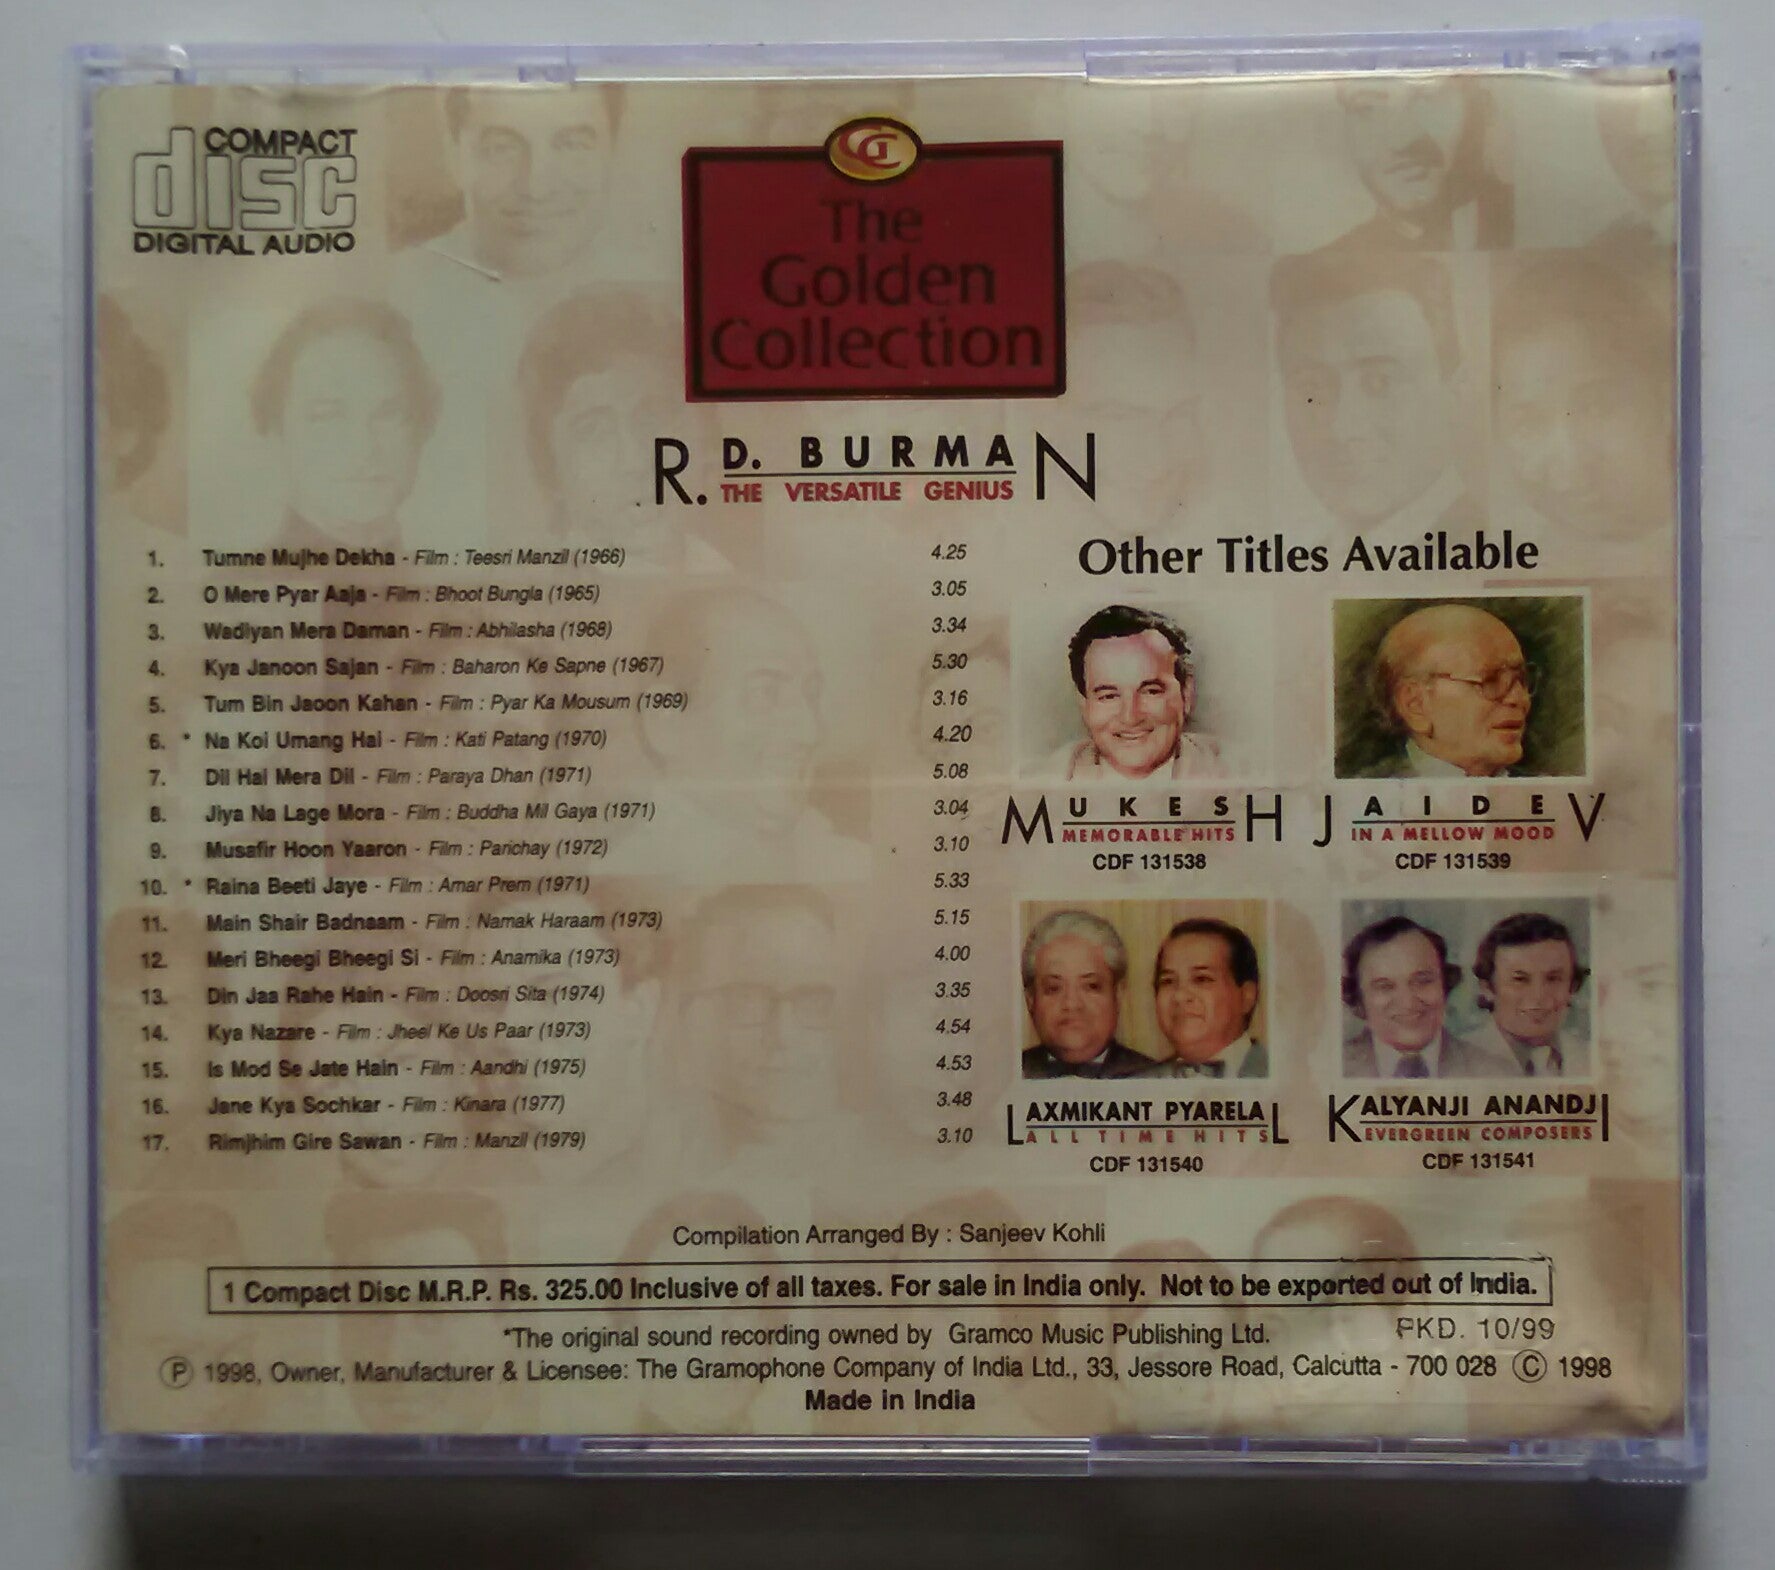 COMPACT
disc
DIGITAL AUDIO
GC
The
Golden
Collection
R. D. BURMAN
THE VERSATILE GENIUS
1. Tumne Mujhe Dekha - Film : Teesri Manzil (1966) 4.25
2. O Mere Pyar Aaja - Film : Bhoot Bungla (1965) 3.05
3. Wadiyan Mera Daman - Film : Abhilasha (1968) 3.34
4. Kya Janoon Sajan - Film : Baharon Ke Sapne (1967) 5.30
5. Tum Bin Jaoon Kahan - Film : Pyar Ka Mousum (1969) 3.16
6. * Na Koi Umang Hai - Film : Kati Patang (1970) 4.20
7. Dil Hai Mera Dil - Film : Paraya Dhan (1971) 5.08
8. Jiya Na Lage Mora - Film : Buddha Mil Gaya (1971) 3.04
9. Musafir Hoon Yaaron - Film : Parichay (1972) 3.10
10. * Raina Beeti Jaye - Film : Amar Prem (1971) 5.33
11. Main Shair Badnaam - Film : Namak Haraam (1973) 5.15
12. Meri Bheegi Bheegi Si - Film : Anamika (1973) 4.00
13. Din Jaa Rahe Hain - Film : Doosri Sita (1974) 3.35
14. Kya Nazare - Film : Jheel Ke Us Paar (1973) 4.54
15. Is Mod Se Jate Hain - Film : Aandhi (1975) 4.53
16. Jane Kya Sochkar - Film : Kinara (1977) 3.48
17. Rimjhim Gire Sawan - Film : Manzil (1979) 3.10
Other Titles Available
MUKESH
MEMORABLE HITS
CDF 131538
JAIDEV
IN A MELLOW MOOD
CDF 131539
LAXMIKANT PYARELAL
ALL TIME HITS
CDF 131540
KALYANJI ANANDJI
EVERGREEN COMPOSERS
CDF 131541
Compilation Arranged By : Sanjeev Kohli
1 Compact Disc M.R.P. Rs. 325.00 Inclusive of all taxes. For sale in India only. Not to be exported out of India.
*The original sound recording owned by Gramco Music Publishing Ltd. PKD. 10/99
Ⓟ 1998, Owner, Manufacturer & Licensee: The Gramophone Company of India Ltd., 33, Jessore Road, Calcutta - 700 028 Ⓒ 1998
Made in India